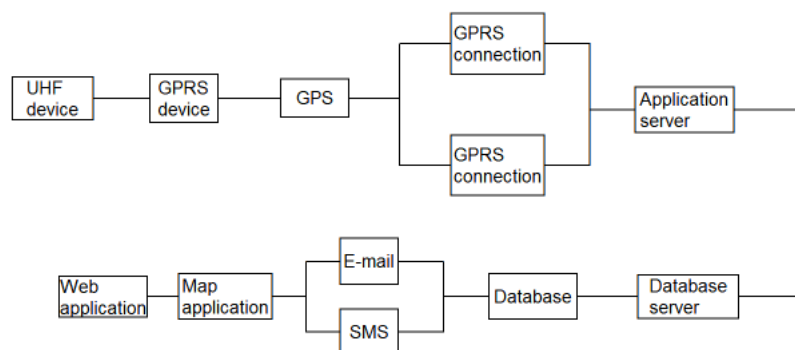 UHF
device
GPRS
device
GPS
GPRS
connection
GPRS
connection
Application
server
Web
application
Map
application
E-mail
SMS
Database
Database
server